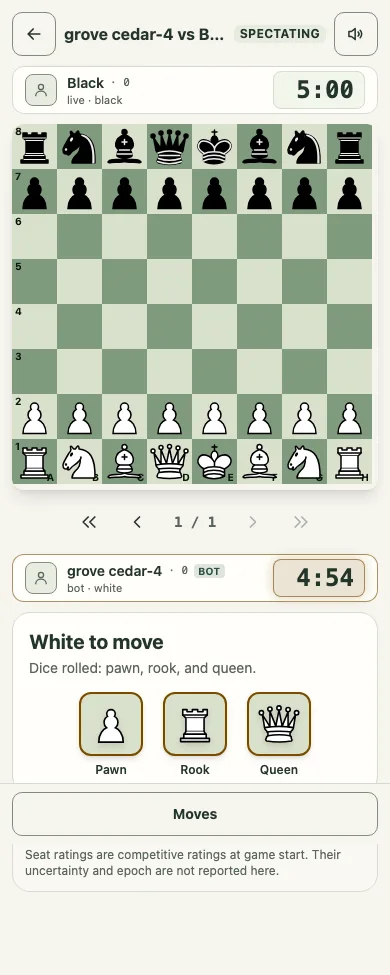 grove cedar-4 vs B... SPECTATING
Black · 0
live · black
5:00
8
7
6
5
4
3
2
1
A B C D E F G H
1 / 1
grove cedar-4 · 0 BOT
bot · white
4:54
White to move
Dice rolled: pawn, rook, and queen.
Pawn Rook Queen
Moves
Seat ratings are competitive ratings at game start. Their
uncertainty and epoch are not reported here.